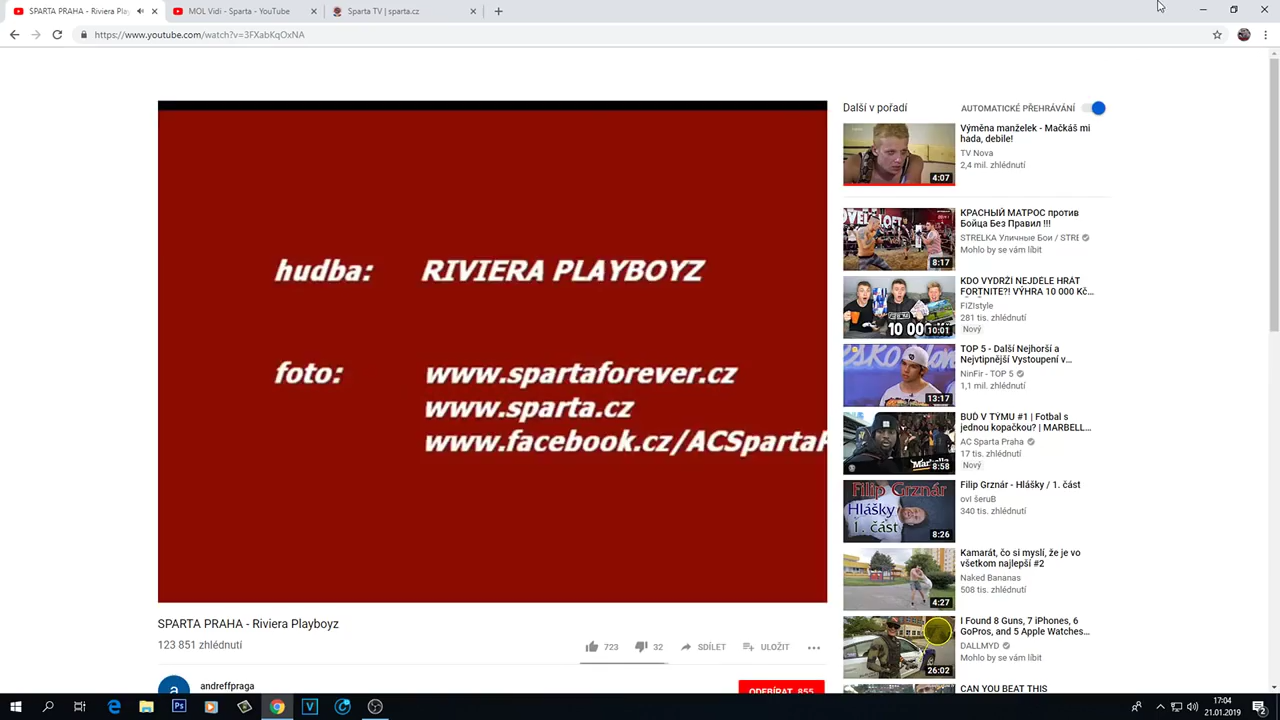 SPARTA PRAHA - Riviera Play
MOL Vidi - Sparta - YouTube
Sparta TV | sparta.cz
https://www.youtube.com/watch?v=3FXabKqOxNA
hudba: RIVIERA PLAYBOYZ
foto: www.spartaforever.cz
www.sparta.cz
www.facebook.cz/ACSparta
SPARTA PRAHA - Riviera Playboyz
123 851 zhlédnutí
723
32
SDÍLET
ULOŽIT
andreffpraga
ODEBÍRAT 855
Další v pořadí
AUTOMATICKÉ PŘEHRÁVÁNÍ
Výměna manželek - Mačkáš mi
hada, debile!
TV Nova
2,4 mil. zhlédnutí
4:07
КРАСНЫЙ МАТРОС против
Бойца Без Правил !!!
STRELKA Уличные Бои / STRE
Mohlo by se vám líbit
8:17
KDO VYDRŽÍ NEJDÉLE HRÁT
FORTNITE?! VÝHRA 10 000 Kč...
FIZIstyle
281 tis. zhlédnutí
Nový
10 000
10:01
TOP 5 - Další Nejhorší a
Nejvtipnější Vystoupení v...
NinFir - TOP 5
1,1 mil. zhlédnutí
13:17
BUĎ V TÝMU #1 | Fotbal s
jednou kopačkou? | MARBELL...
AC Sparta Praha
17 tis. zhlédnutí
Nový
Marbella
8:58
Filip Grznár - Hlášky / 1. část
ovI šeruB
340 tis. zhlédnutí
Filip Grznár
Hlášky
1. část
8:26
Kamarát, čo si myslí, že je vo
všetkom najlepší #2
Naked Bananas
508 tis. zhlédnutí
4:27
I Found 8 Guns, 7 iPhones, 6
GoPros, and 5 Apple Watches...
DALLMYD
Mohlo by se vám líbit
26:02
CAN YOU BEAT THIS
17:04
21.01.2019